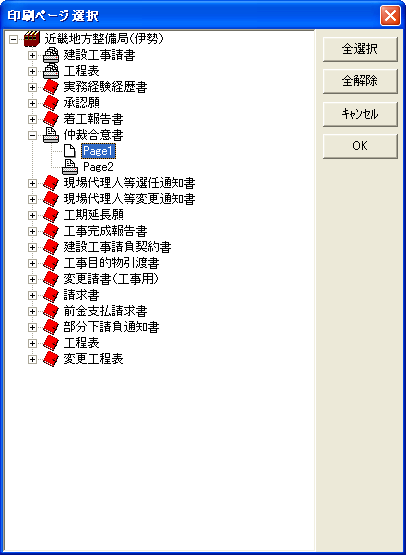 印刷ページ選択
近畿地方整備局(伊勢)
建設工事請書
工程表
実務経験経歴書
承認願
着工報告書
仲裁合意書
Page1
Page2
現場代理人等選任通知書
現場代理人等変更通知書
工期延長願
工事完成報告書
建設工事請負契約書
工事目的物引渡書
変更請書(工事用)
請求書
前金支払請求書
部分下請負通知書
工程表
変更工程表
全選択
全解除
ｷｬﾝｾﾙ
OK